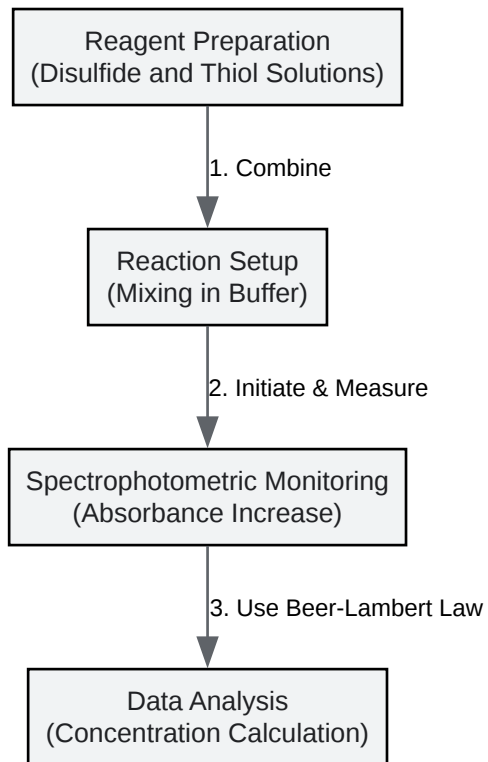 Reagent Preparation
(Disulfide and Thiol Solutions)
1. Combine
Reaction Setup
(Mixing in Buffer)
2. Initiate & Measure
Spectrophotometric Monitoring
(Absorbance Increase)
3. Use Beer-Lambert Law
Data Analysis
(Concentration Calculation)